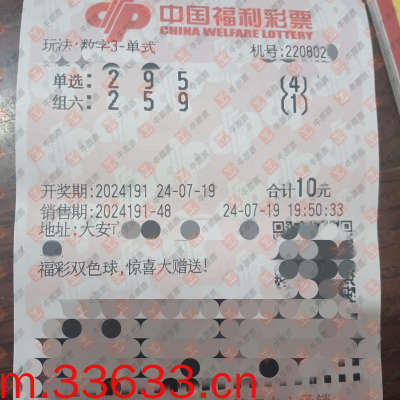 中国福利彩票
CHINA WELFARE LOTTERY
玩法·数字3-单式 机号:220802
单选: 2 9 5 (4)
组六: 2 5 9 (1)
开奖期:2024191 24-07-19 合计10元
销售期:2024191-48 24-07-19 19:50:33
地址:大安
福彩双色球,惊喜大赠送!
m.33633.cn